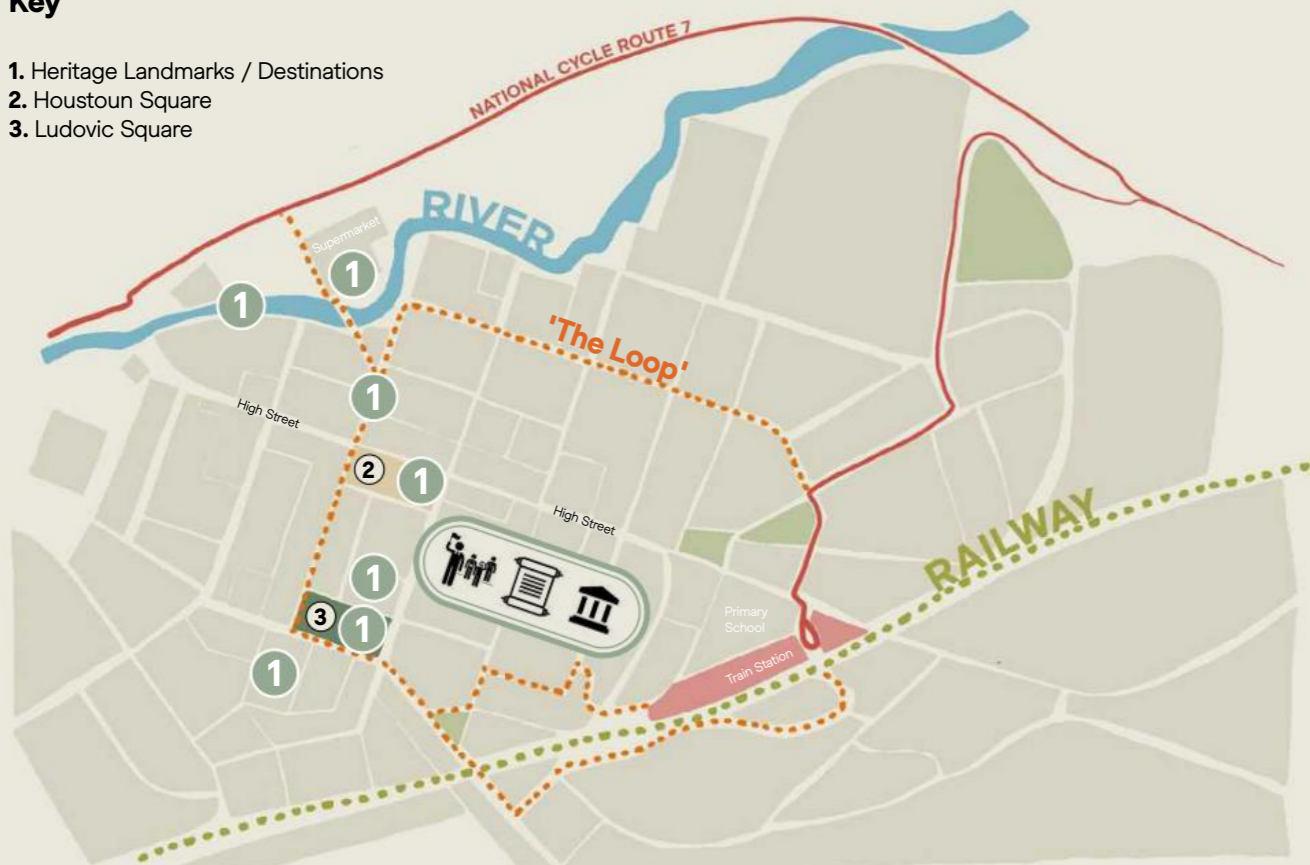 Key
1. Heritage Landmarks / Destinations
2. Houstoun Square
3. Ludovic Square
NATIONAL CYCLE ROUTE 7
RIVER
Supermarket
1
1
'The Loop'
1
High Street
2
1
High Street
RAILWAY
1
3
1
Primary
School
1
Train Station